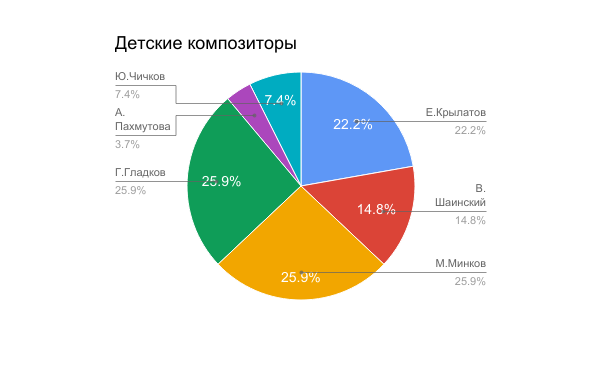 Детские композиторы
Ю.Чичков
7.4%
А.
Пахмутова
3.7%
Г.Гладков
25.9%
Е.Крылатов
22.2%
В.
Шаинский
14.8%
М.Минков
25.9%
7.4%
22.2%
25.9%
14.8%
25.9%